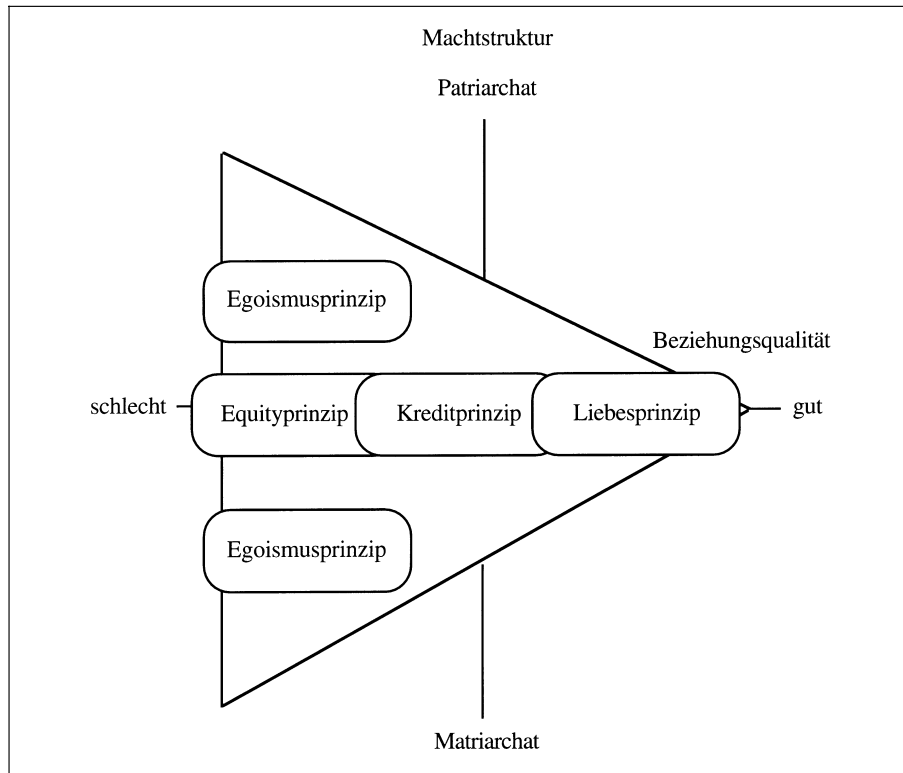 Machtstruktur
Patriarchat
Egoismusprinzip
Beziehungsqualität
schlecht
Equityprinzip
Kreditprinzip
Liebesprinzip
gut
Egoismusprinzip
Matriarchat